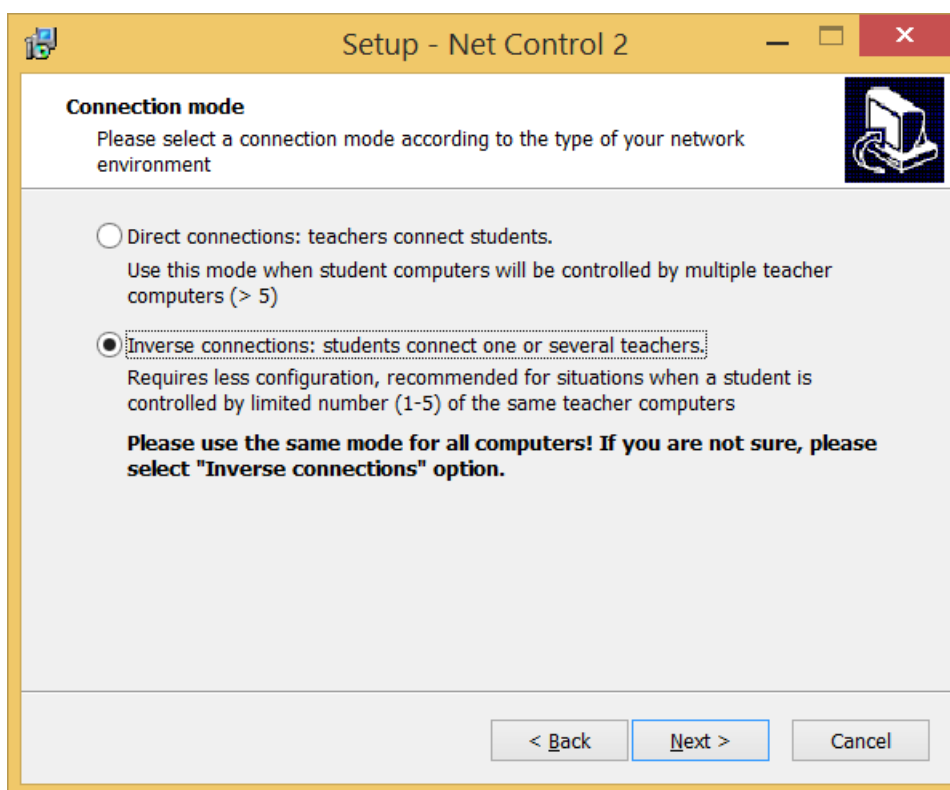 Setup - Net Control 2
Connection mode
Please select a connection mode according to the type of your network
environment
Direct connections: teachers connect students.
Use this mode when student computers will be controlled by multiple teacher
computers (> 5)
Inverse connections: students connect one or several teachers.
Requires less configuration, recommended for situations when a student is
controlled by limited number (1-5) of the same teacher computers
Please use the same mode for all computers! If you are not sure, please
select "Inverse connections" option.
< Back Next > Cancel